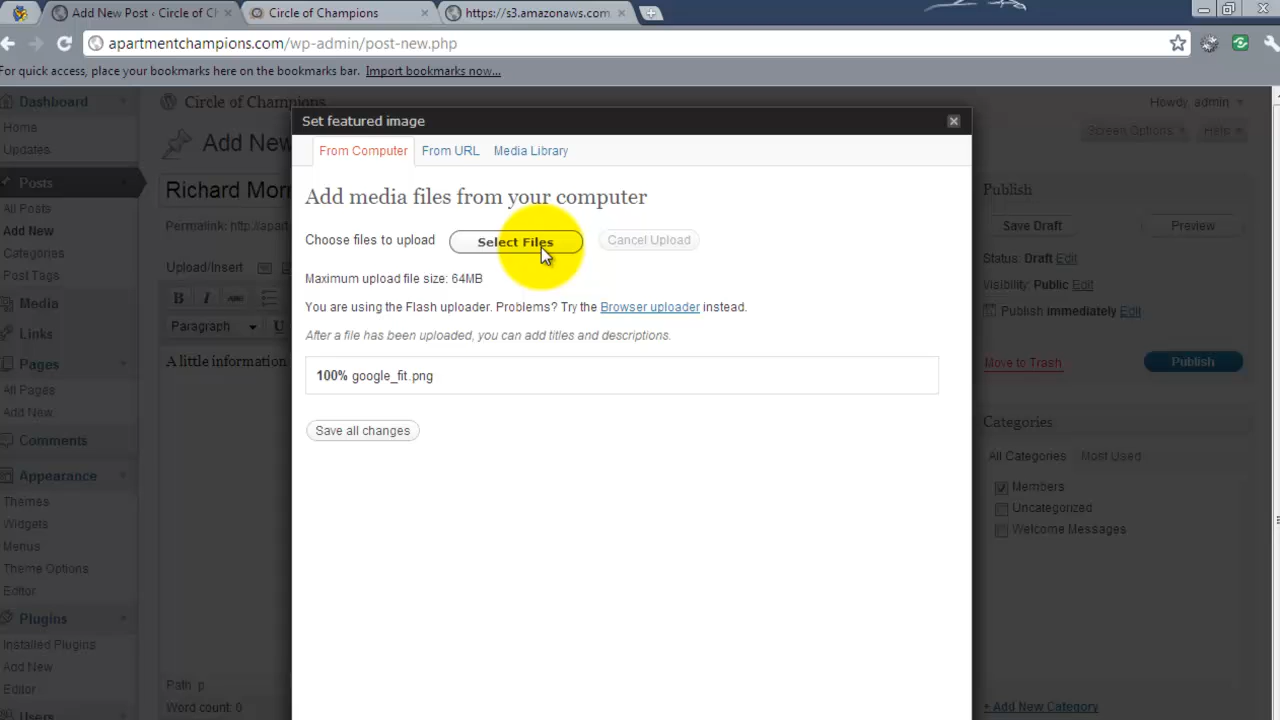 Add New Post ‹ Circle of Ch
Circle of Champions
https://s3.amazonaws.com
apartmentchampions.com/wp-admin/post-new.php
For quick access, place your bookmarks here on the bookmarks bar. Import bookmarks now...
Dashboard
Home
Updates
Posts
All Posts
Add New
Categories
Post Tags
Media
Links
Pages
All Pages
Add New
Comments
Appearance
Themes
Widgets
Menus
Theme Options
Editor
Plugins
Installed Plugins
Add New
Editor
Users
Circle of Champions
Howdy, admin
Screen Options
Help
Add New
Richard Morr
Permalink: http://apart
Upload/Insert
B I ABC
Paragraph U
A little information
Path: p
Word count: 0
Set featured image
From Computer From URL Media Library
Add media files from your computer
Choose files to upload Select Files Cancel Upload
Maximum upload file size: 64MB
You are using the Flash uploader. Problems? Try the Browser uploader instead.
After a file has been uploaded, you can add titles and descriptions.
100% google_fit.png
Save all changes
Publish
Save Draft Preview
Status: Draft Edit
Visibility: Public Edit
Publish immediately Edit
Move to Trash Publish
Categories
All Categories Most Used
Members
Uncategorized
Welcome Messages
+ Add New Category